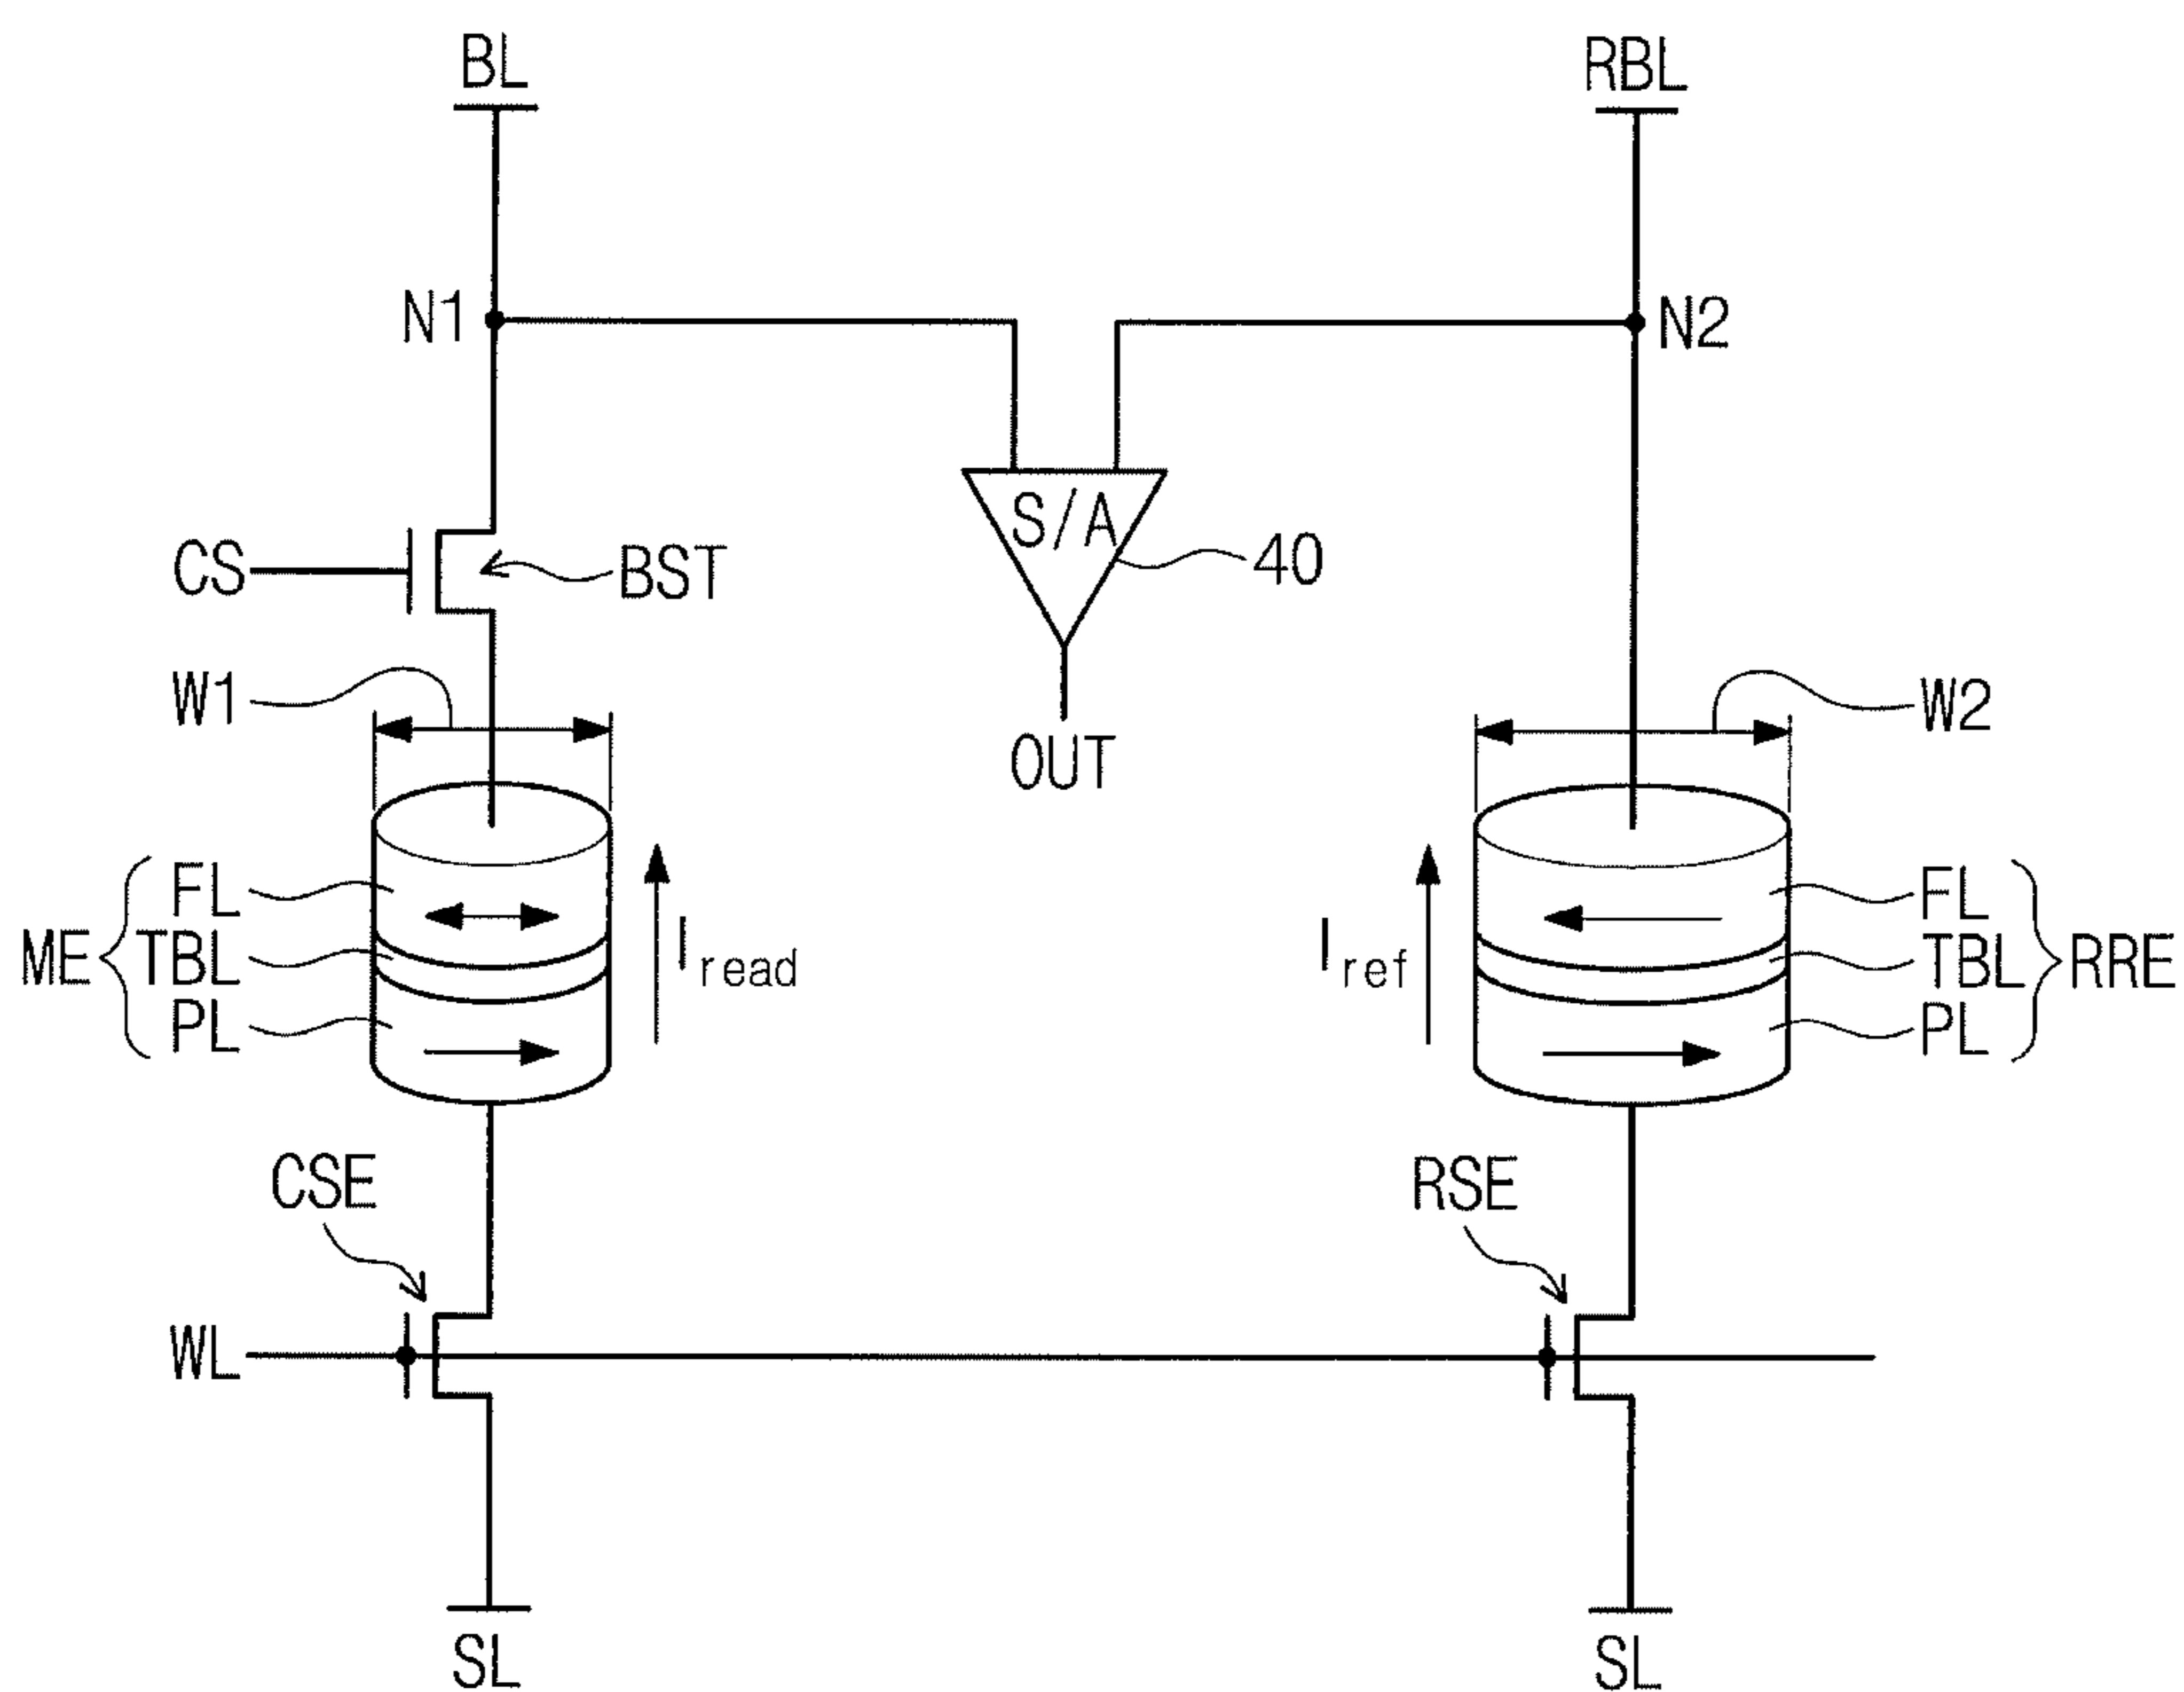 BL
RBL
N1
N2
S/A
40
CS
BST
W1
W2
OUT
FL
FL
ME
TBL
I read
I ref
TBL
RRE
PL
PL
CSE
RSE
WL
SL
SL